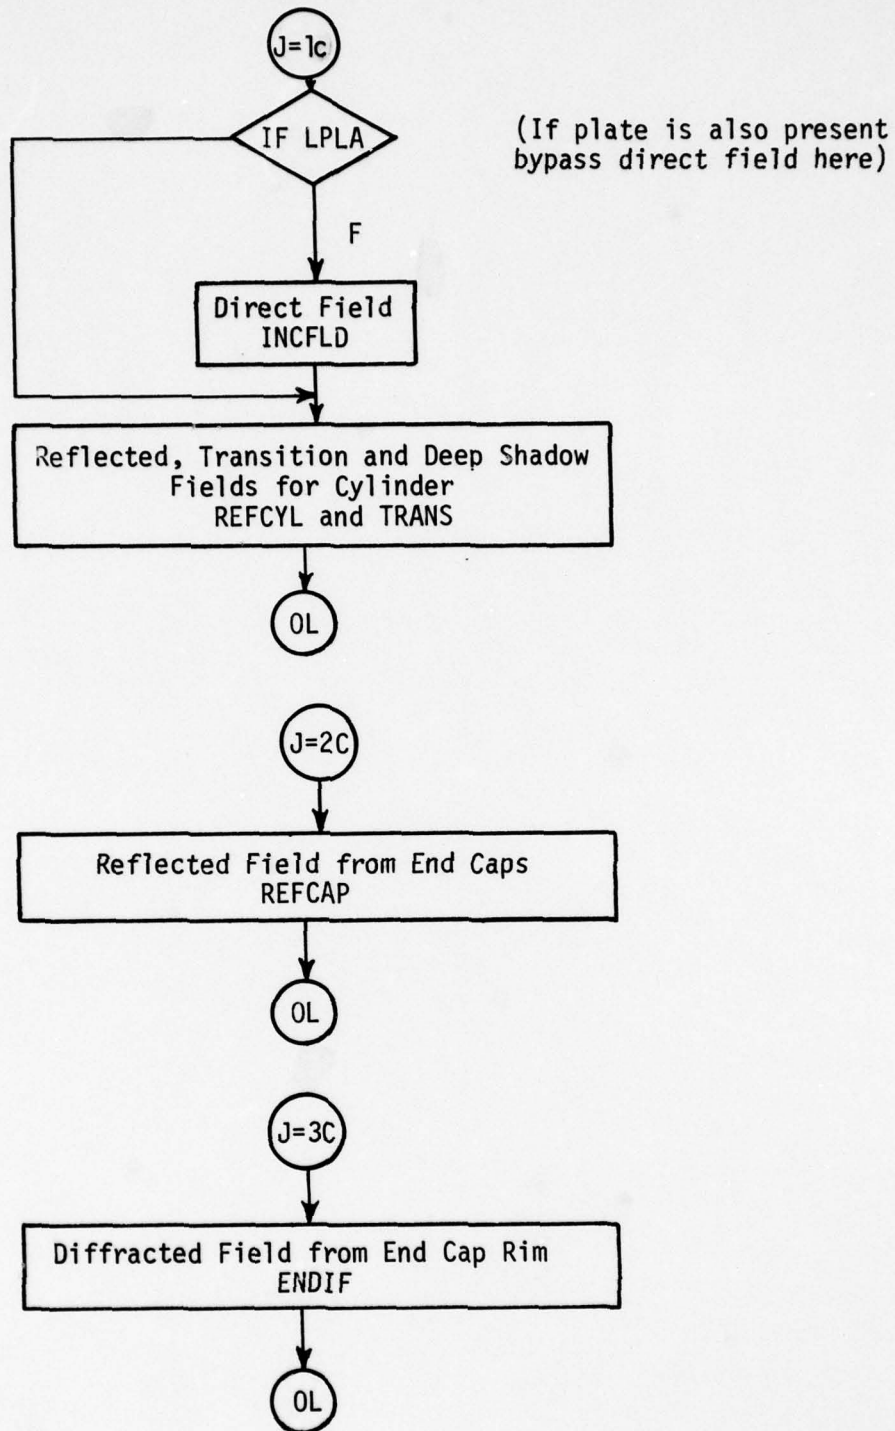 J=1c
IF LPLA
(If plate is also present
bypass direct field here)
F
Direct Field
INCFLD
Reflected, Transition and Deep Shadow
Fields for Cylinder
REFCYL and TRANS
OL
J=2C
Reflected Field from End Caps
REFCAP
OL
J=3C
Diffracted Field from End Cap Rim
ENDIF
OL